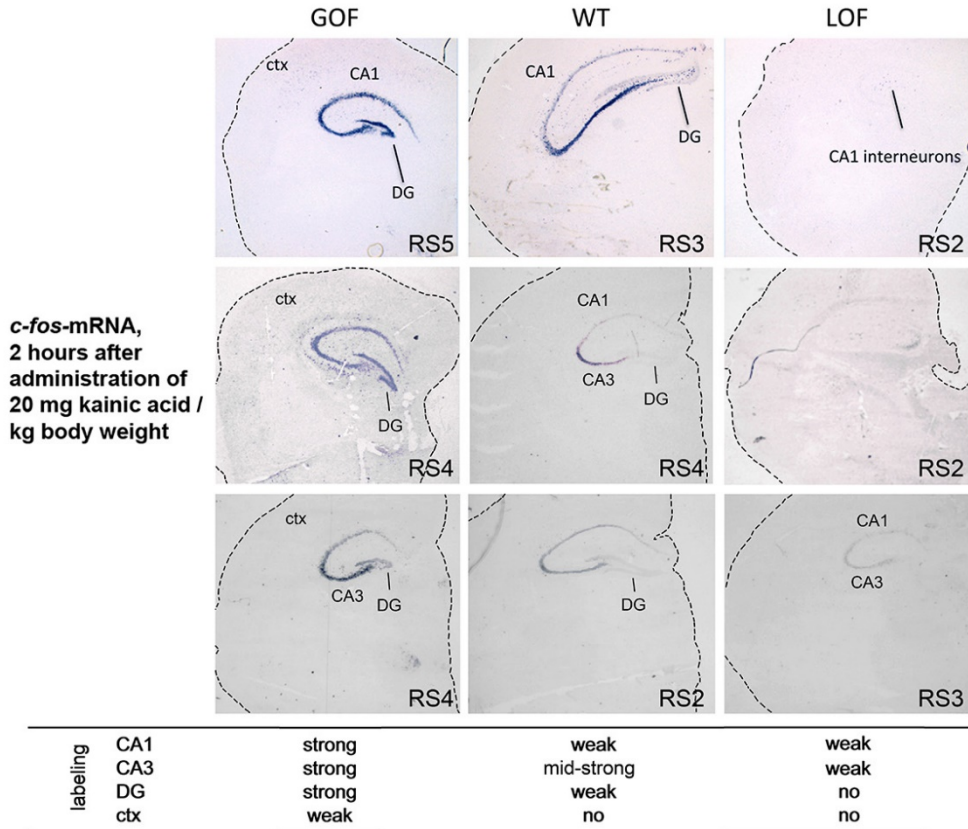 GOF WT LOF
ctx CA1 DG RS5
CA1 DG RS3
CA1 interneurons RS2
c-fos-mRNA,
2 hours after
administration of
20 mg kainic acid /
kg body weight
ctx DG RS4
CA1 CA3 DG RS4
RS2
ctx CA3 DG RS4
DG RS2
CA1 CA3 RS3
labeling
CA1 strong weak weak
CA3 strong mid-strong weak
DG strong weak no
ctx weak no no